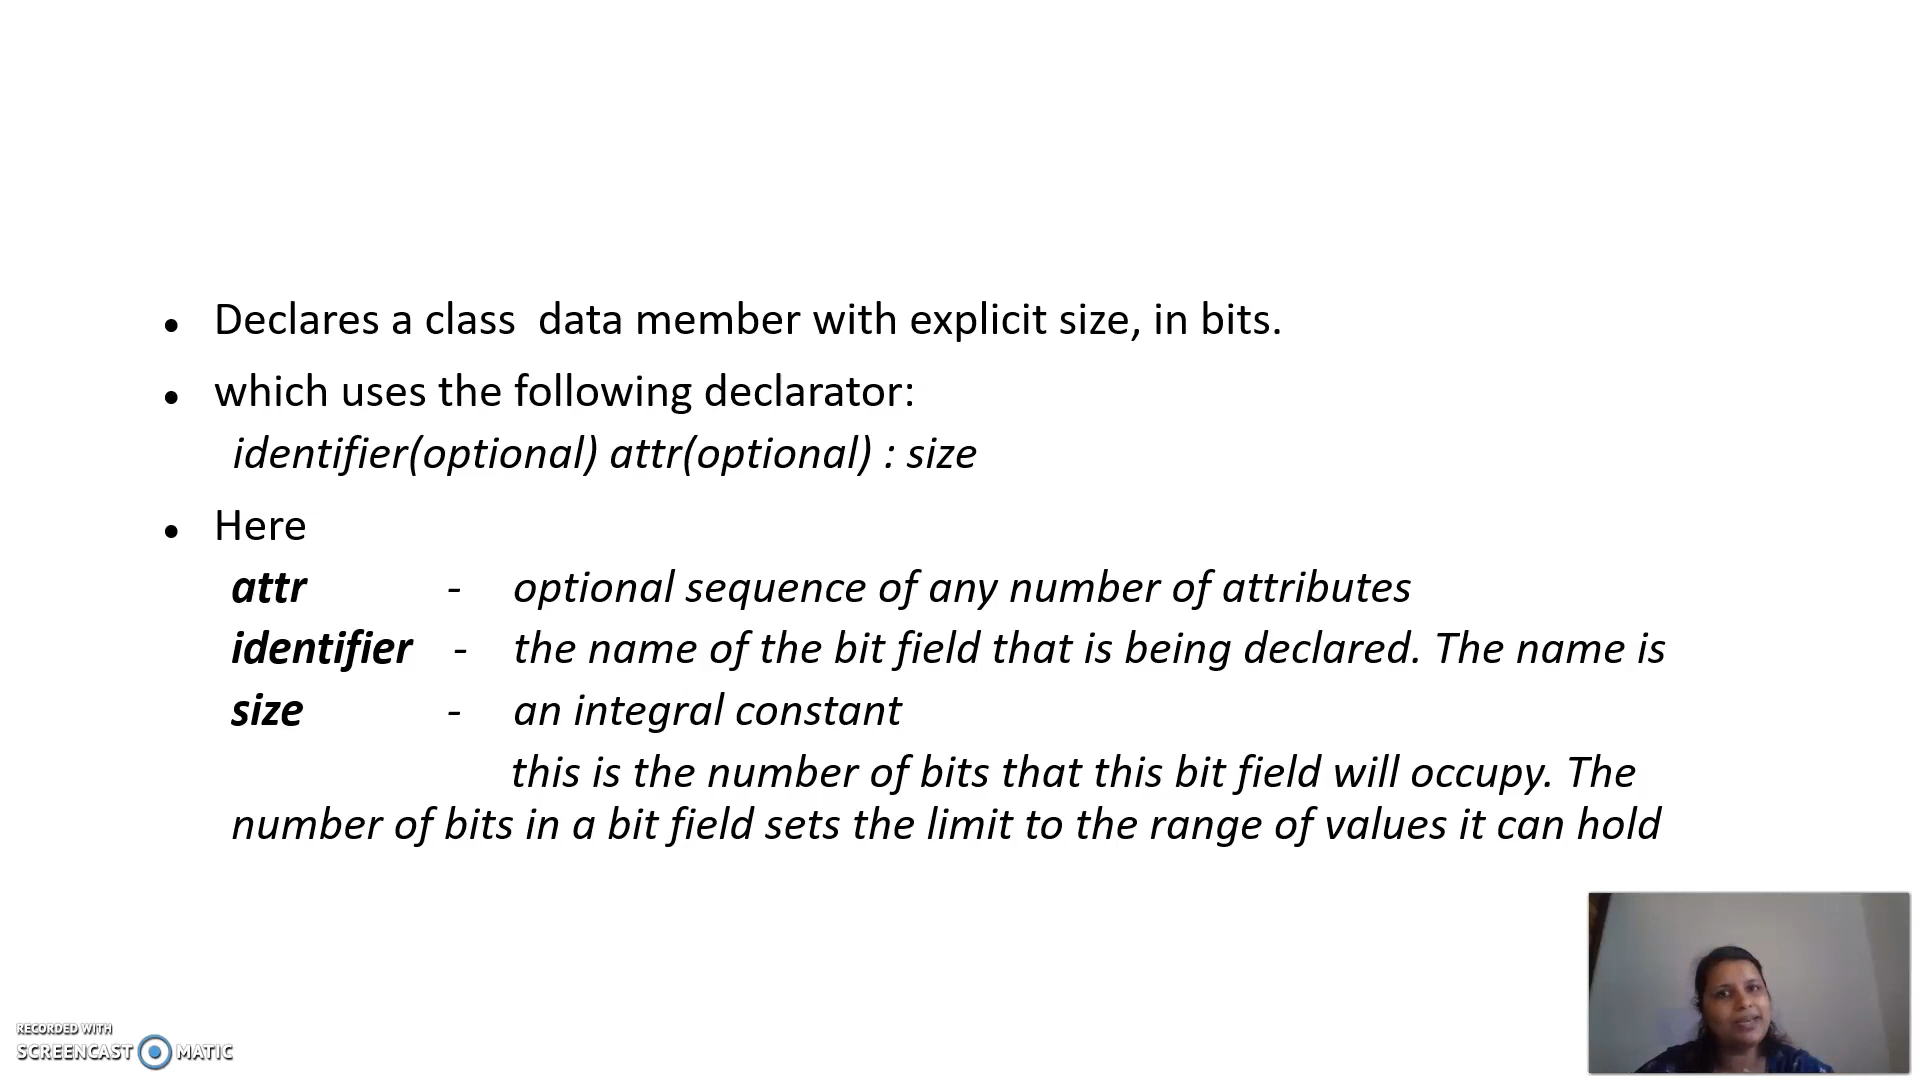 Declares a class data member with explicit size, in bits.
which uses the following declarator:
identifier(optional) attr(optional) : size
Here
attr - optional sequence of any number of attributes
identifier - the name of the bit field that is being declared. The name is
size - an integral constant
this is the number of bits that this bit field will occupy. The
number of bits in a bit field sets the limit to the range of values it can hold
RECORDED WITH
SCREENCAST MATIC